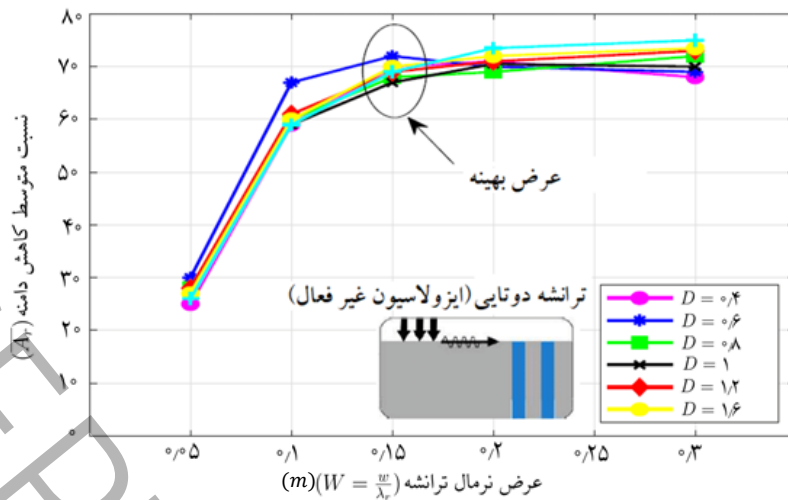 ۸۰
۷۰
۶۰
۵۰
۴۰
۳۰
۲۰
۱۰
۰
نسبت متوسط کاهش دامنه (A̅ᵣ)
عرض بهینه
ترانشه دوتایی (ایزولاسیون غیر فعال)
D = ۰٫۴
D = ۰٫۶
D = ۰٫۸
D = ۱
D = ۱٫۲
D = ۱٫۶
۰٫۰۵ ۰٫۱ ۰٫۱۵ ۰٫۲ ۰٫۲۵ ۰٫۳
عرض نرمال ترانشه (W = w/λᵣ)(m)